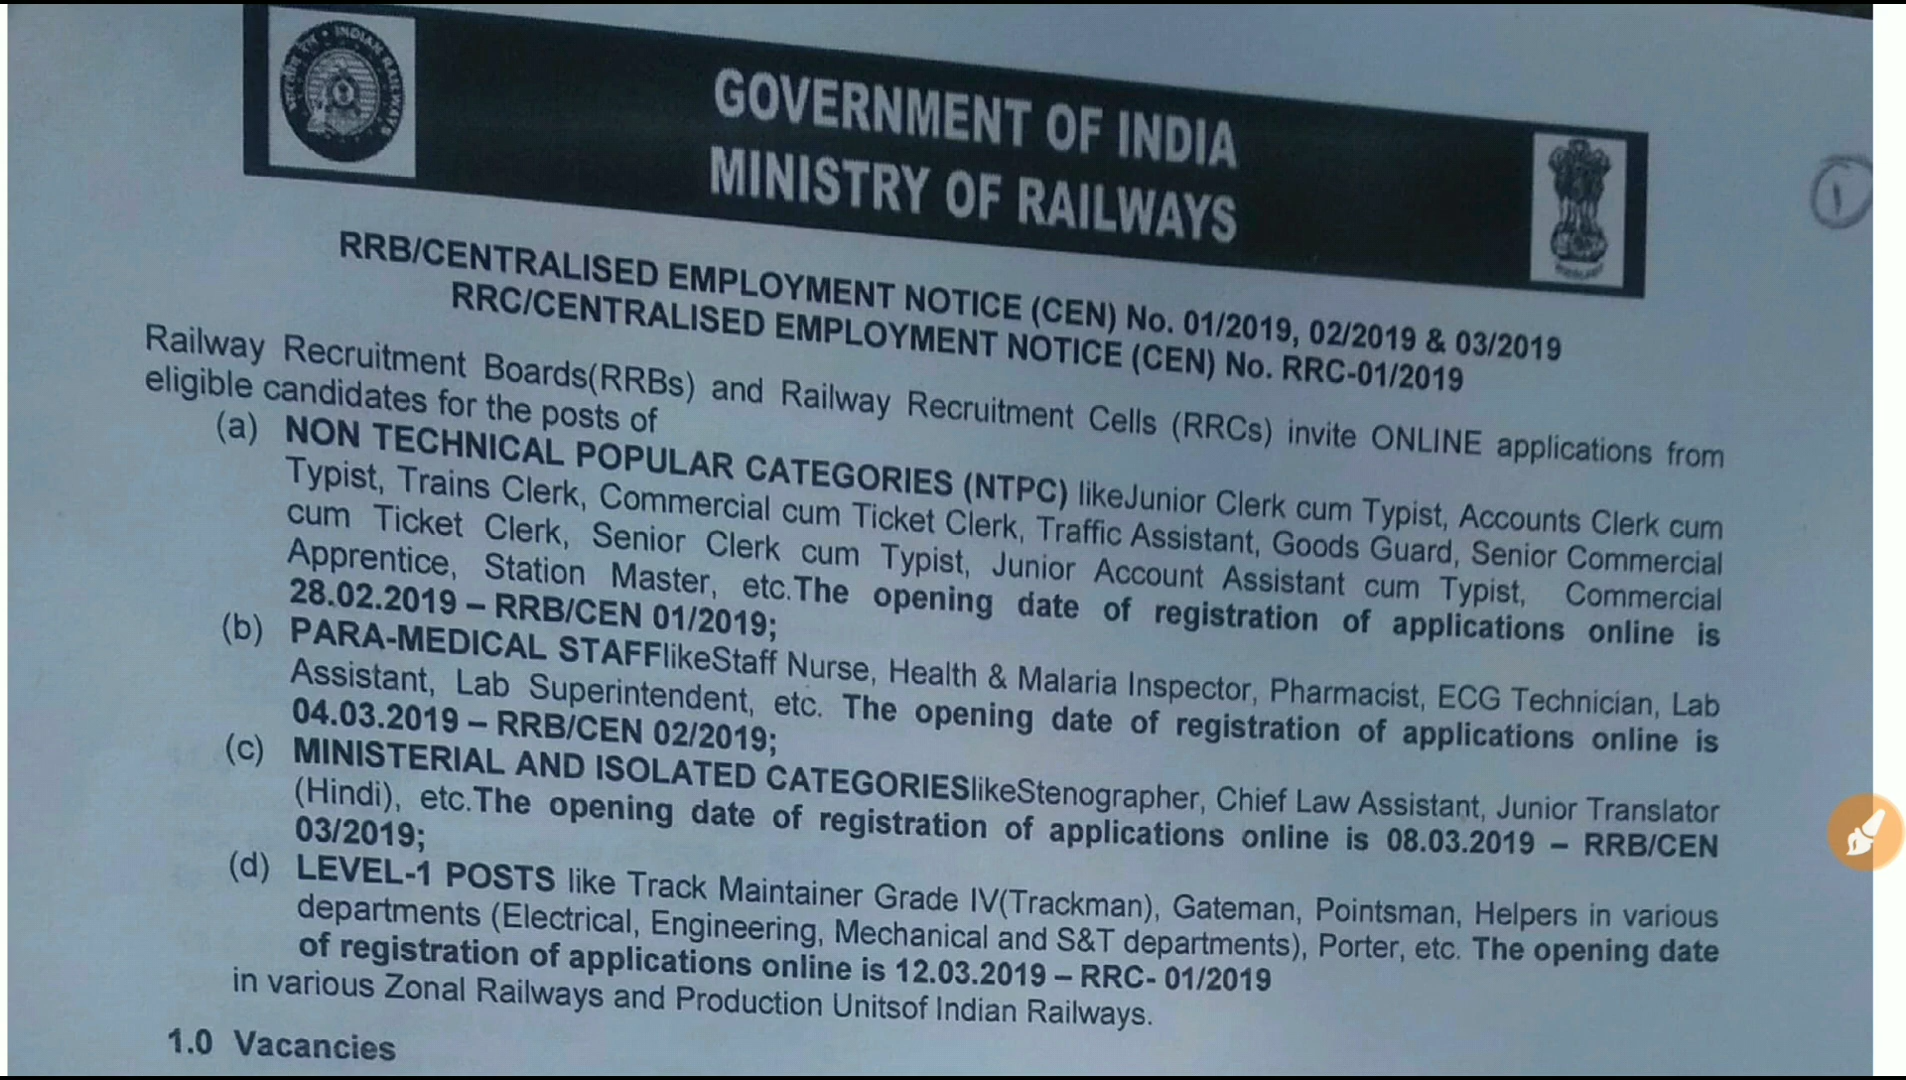 INDIAN RAILWAYS
GOVERNMENT OF INDIA
MINISTRY OF RAILWAYS
1
RRB/CENTRALISED EMPLOYMENT NOTICE (CEN) No. 01/2019, 02/2019 & 03/2019
RRC/CENTRALISED EMPLOYMENT NOTICE (CEN) No. RRC-01/2019
Railway Recruitment Boards(RRBs) and Railway Recruitment Cells (RRCs) invite ONLINE applications from
eligible candidates for the posts of
(a) NON TECHNICAL POPULAR CATEGORIES (NTPC) likeJunior Clerk cum Typist, Accounts Clerk cum
Typist, Trains Clerk, Commercial cum Ticket Clerk, Traffic Assistant, Goods Guard, Senior Commercial
cum Ticket Clerk, Senior Clerk cum Typist, Junior Account Assistant cum Typist, Commercial
Apprentice, Station Master, etc.The opening date of registration of applications online is
28.02.2019 – RRB/CEN 01/2019;
(b) PARA-MEDICAL STAFFlikeStaff Nurse, Health & Malaria Inspector, Pharmacist, ECG Technician, Lab
Assistant, Lab Superintendent, etc. The opening date of registration of applications online is
04.03.2019 – RRB/CEN 02/2019;
(c) MINISTERIAL AND ISOLATED CATEGORIESlikeStenographer, Chief Law Assistant, Junior Translator
(Hindi), etc.The opening date of registration of applications online is 08.03.2019 – RRB/CEN
03/2019;
(d) LEVEL-1 POSTS like Track Maintainer Grade IV(Trackman), Gateman, Pointsman, Helpers in various
departments (Electrical, Engineering, Mechanical and S&T departments), Porter, etc. The opening date
of registration of applications online is 12.03.2019 – RRC- 01/2019
in various Zonal Railways and Production Unitsof Indian Railways.
1.0 Vacancies